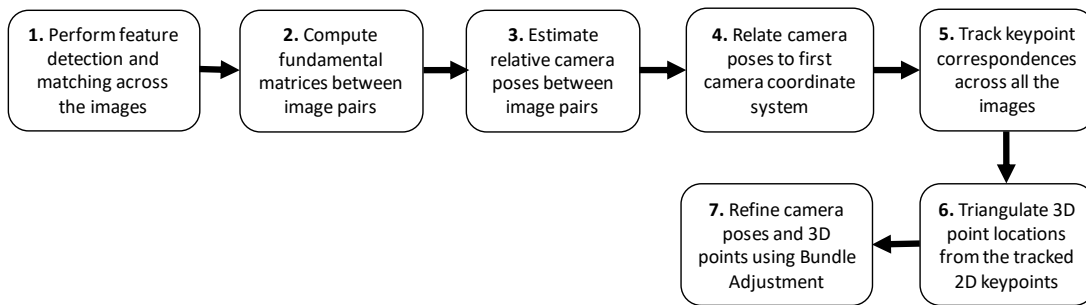 1. Perform feature
detection and
matching across
the images
2. Compute
fundamental
matrices between
image pairs
3. Estimate
relative camera
poses between
image pairs
4. Relate camera
poses to first
camera coordinate
system
5. Track keypoint
correspondences
across all the
images
6. Triangulate 3D
point locations
from the tracked
2D keypoints
7. Refine camera
poses and 3D
points using Bundle
Adjustment